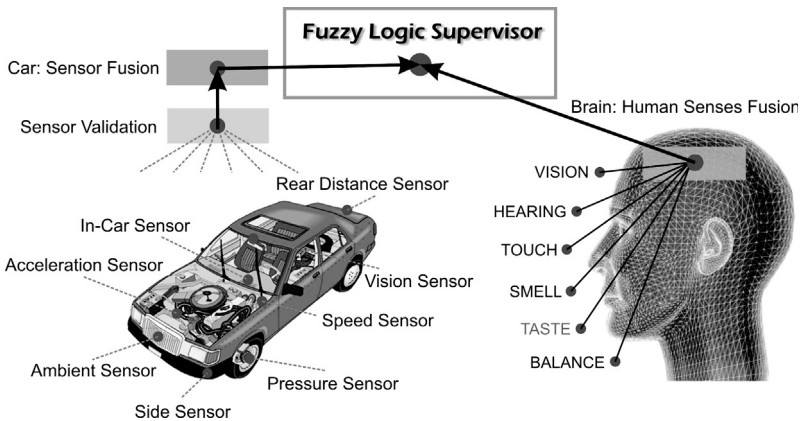 Fuzzy Logic Supervisor
Car: Sensor Fusion
Brain: Human Senses Fusion
Sensor Validation
VISION
Rear Distance Sensor
HEARING
In-Car Sensor
TOUCH
Acceleration Sensor
Vision Sensor
SMELL
Speed Sensor
TASTE
BALANCE
Ambient Sensor
Pressure Sensor
Side Sensor